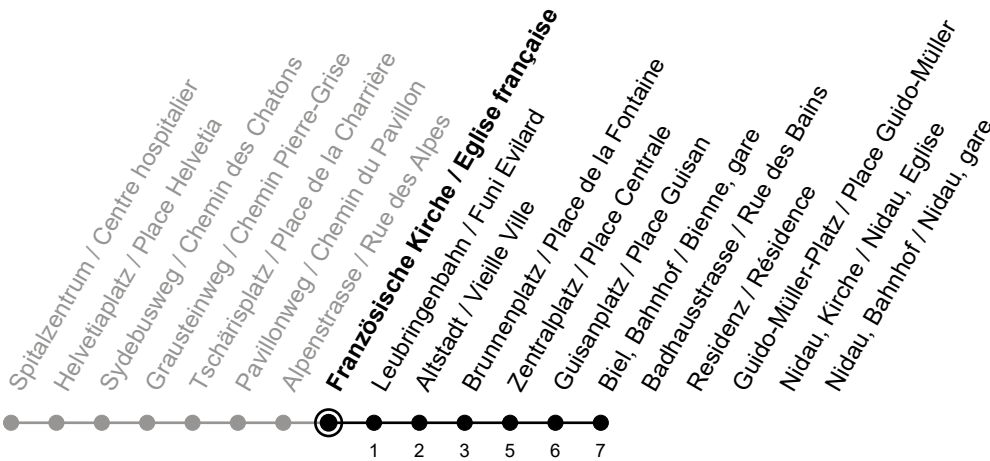 Spitalzentrum / Centre hospitalier
Helvetiaplatz / Place Helvetia
Sydebusweg / Chemin des Chatons
Grausteinweg / Chemin Pierre-Grise
Tschärisplatz / Place de la Charrière
Pavillonweg / Chemin du Pavillon
Alpenstrasse / Rue des Alpes
Französische Kirche / Eglise française
Leubringenbahn / Funi Evilard
Altstadt / Vieille Ville
Brunnenplatz / Place de la Fontaine
Zentralplatz / Place Centrale
Guisanplatz / Place Guisan
Biel, Bahnhof / Bienne, gare
Badhausstrasse / Rue des Bains
Residenz / Résidence
Guido-Müller-Platz / Place Guido-Müller
Nidau, Kirche / Nidau, Eglise
Nidau, Bahnhof / Nidau, gare
1 2 3 5 6 7